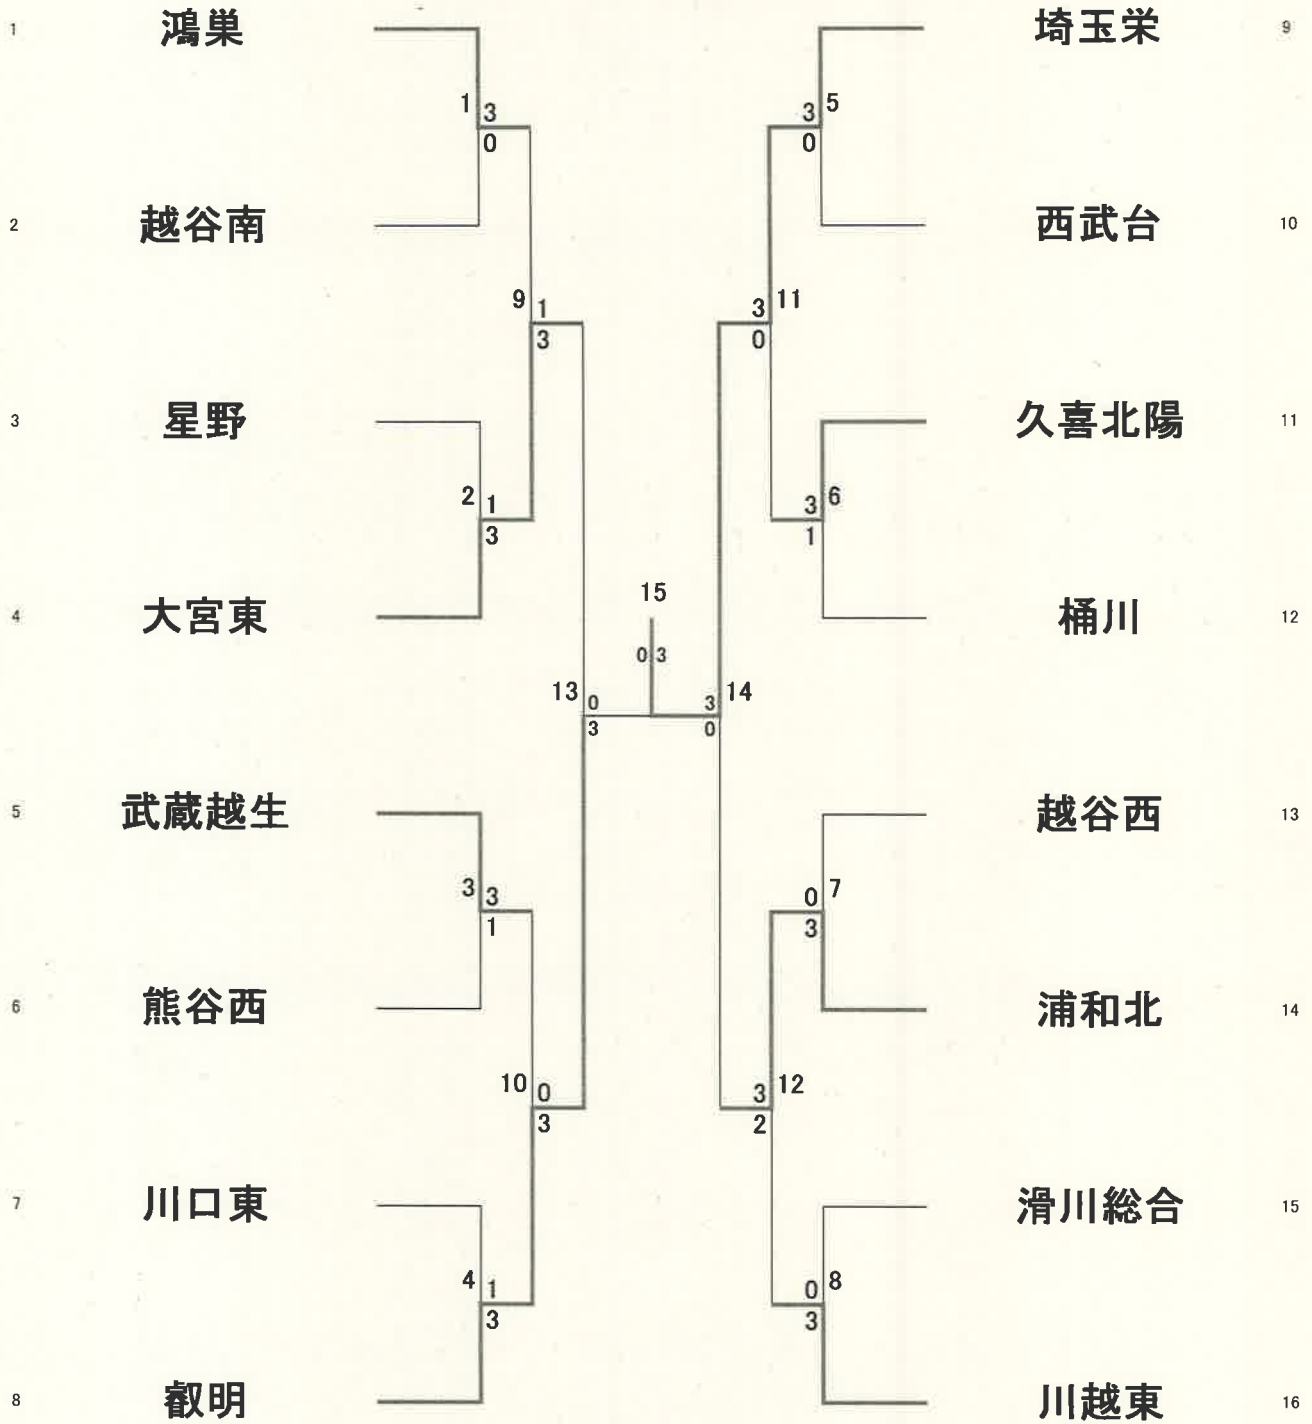 1 鴻巣 埼玉栄 9
1 3 3 5
0 0
2 越谷南 西武台 10
9 1 3 11
3 0
3 星野 久喜北陽 11
2 1 3 6
3 1
15
4 大宮東 桶川 12
0 3
13 0 3 14
3 0
5 武蔵越生 越谷西 13
3 3 0 7
1 3
6 熊谷西 浦和北 14
10 0 3 12
3 2
7 川口東 滑川総合 15
4 1 0 8
3 3
8 叡明 川越東 16